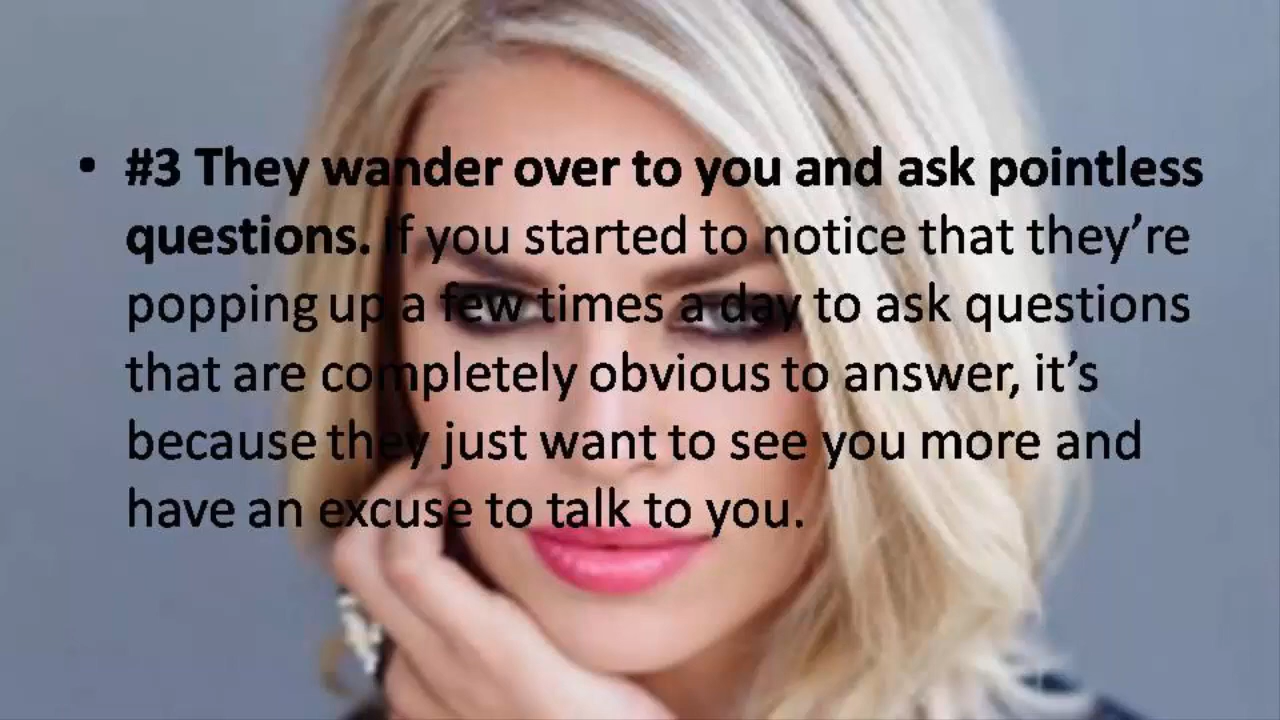 • #3 They wander over to you and ask pointless
questions. If you started to notice that they’re
popping up a few times a day to ask questions
that are completely obvious to answer, it’s
because they just want to see you more and
have an excuse to talk to you.